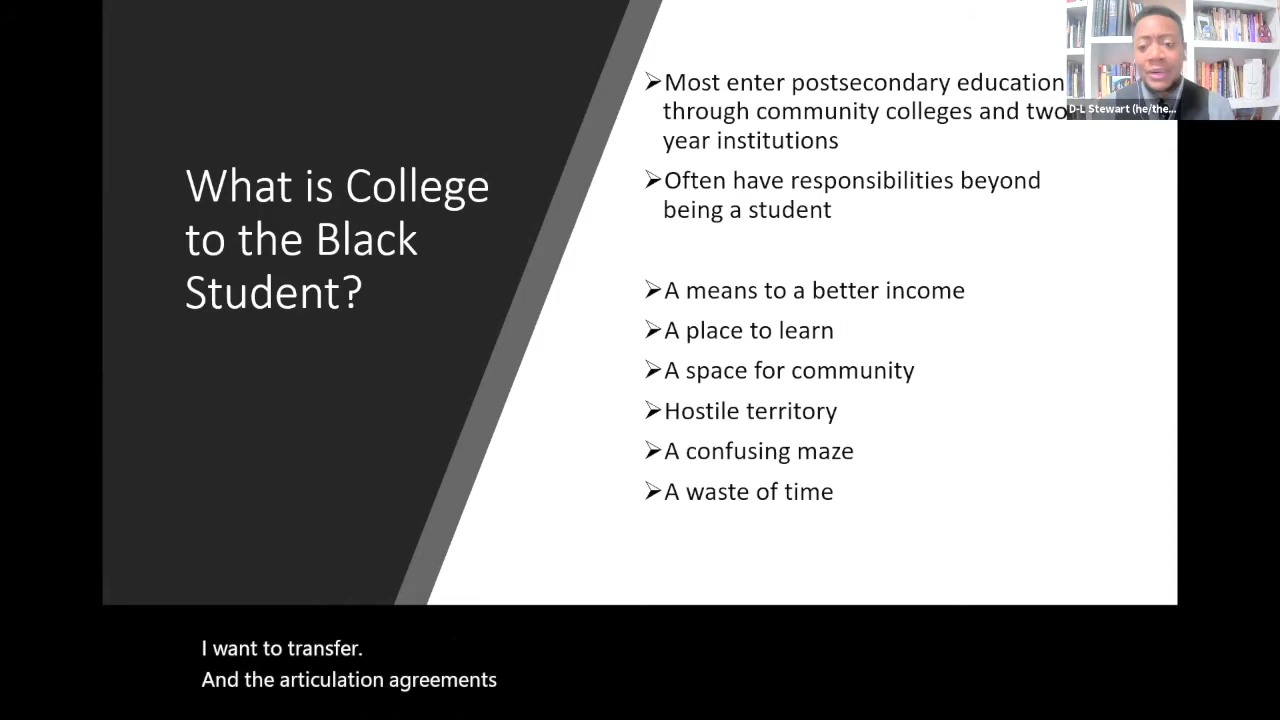 What is College
to the Black
Student?
Most enter postsecondary education
through community colleges and two
year institutions
Often have responsibilities beyond
being a student
A means to a better income
A place to learn
A space for community
Hostile territory
A confusing maze
A waste of time
D-L Stewart (he/the...
I want to transfer.
And the articulation agreements